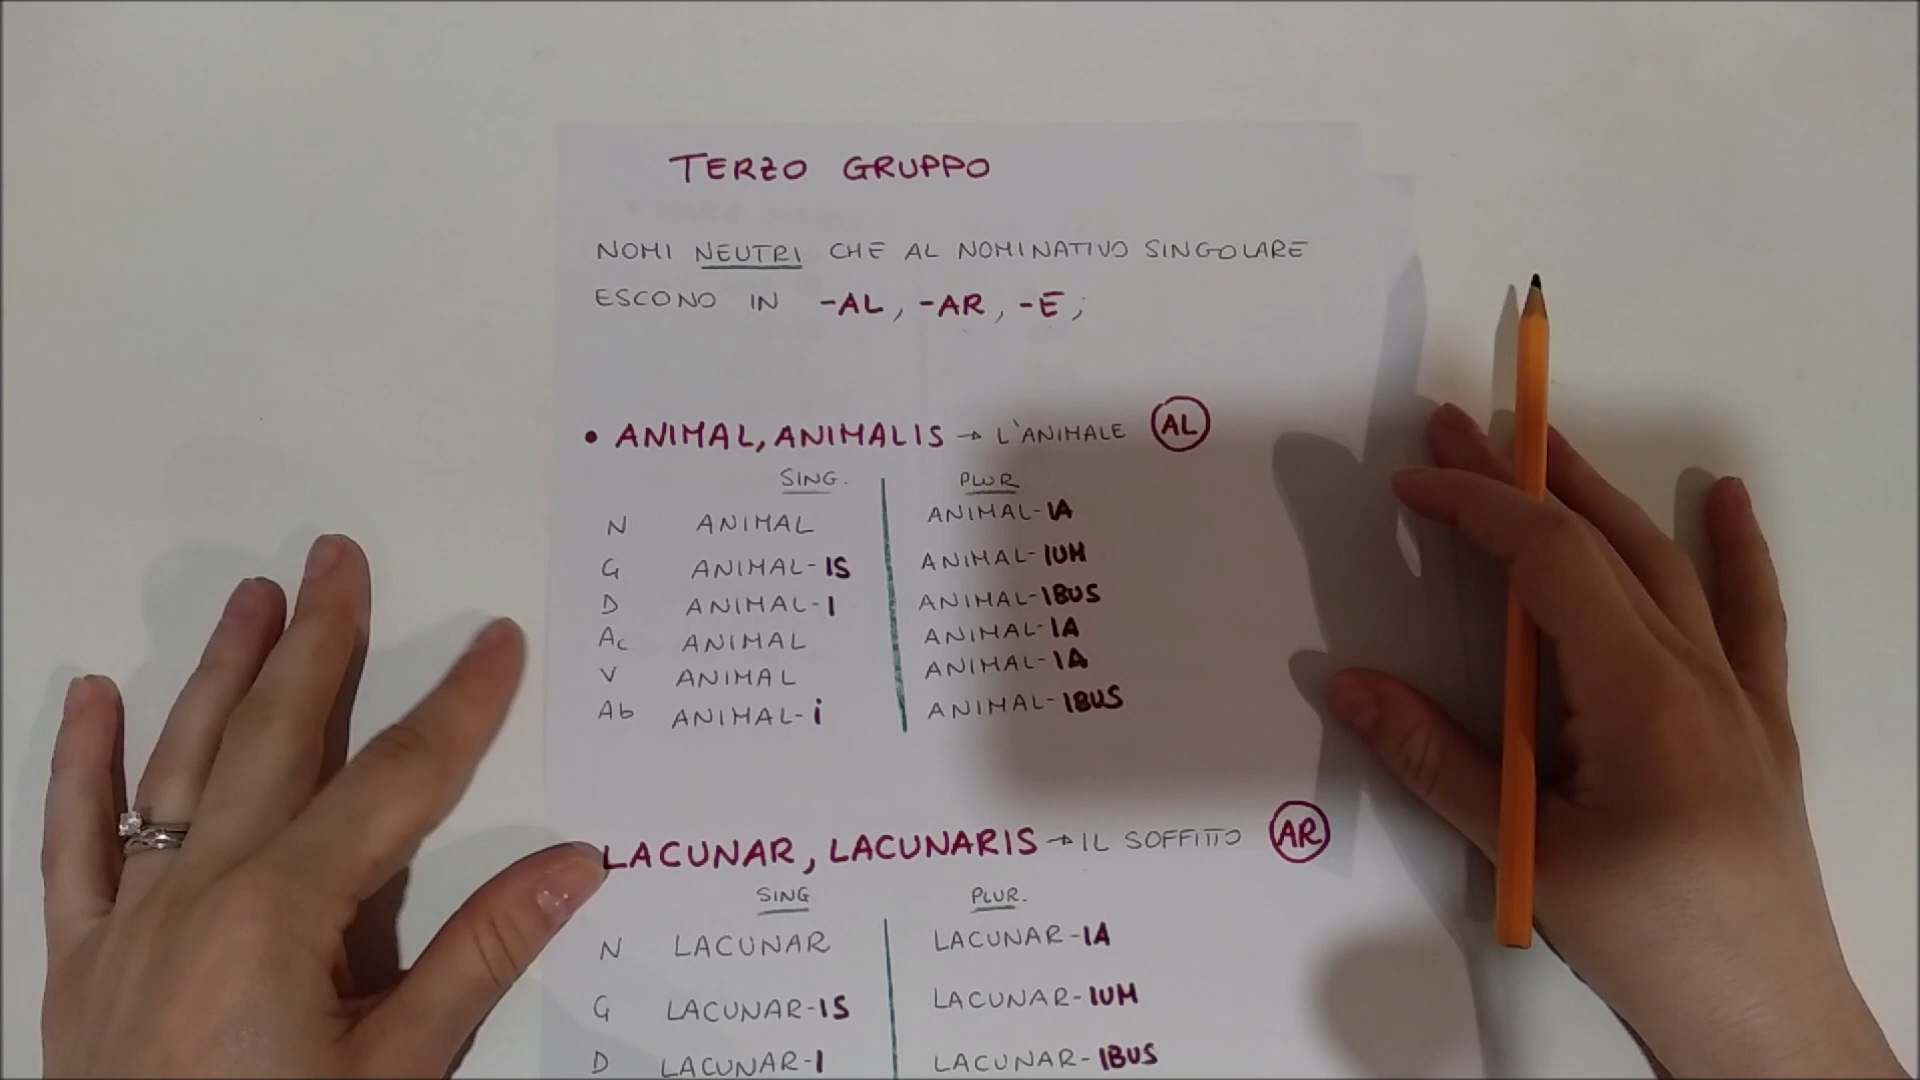 TERZO GRUPPO
NOMI NEUTRI CHE AL NOMINATIVO SINGOLARE
ESCONO IN -AL, -AR, -E;
• ANIMAL, ANIMALIS → L'ANIMALE AL
SING. PLUR
N ANIMAL ANIMAL-IA
G ANIMAL-IS ANIMAL-IUM
D ANIMAL-I ANIMAL-IBUS
Ac ANIMAL ANIMAL-IA
V ANIMAL ANIMAL-IA
Ab ANIMAL-i ANIMAL-IBUS
LACUNAR, LACUNARIS → IL SOFFITTO AR
SING PLUR.
N LACUNAR LACUNAR-IA
G LACUNAR-IS LACUNAR-IUM
D LACUNAR-I LACUNAR-IBUS